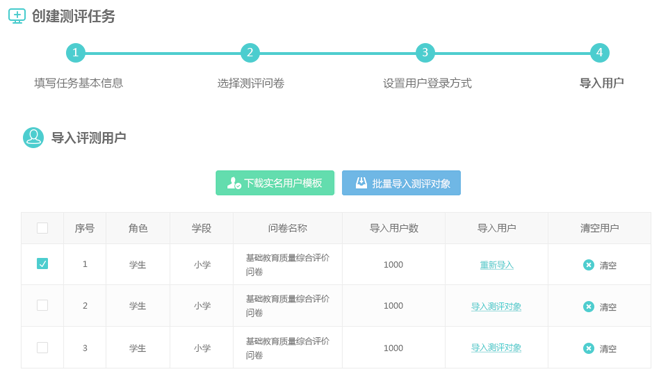 创建测评任务
1 2 3 4
填写任务基本信息 选择测评问卷 设置用户登录方式 导入用户
导入评测用户
下载实名用户模板 批量导入测评对象
序号 角色 学段 问卷名称 导入用户数 导入用户 清空用户
1 学生 小学 基础教育质量综合评价 1000 重新导入 清空
问卷
2 学生 小学 基础教育质量综合评价 1000 导入测评对象 清空
问卷
3 学生 小学 基础教育质量综合评价 1000 导入测评对象 清空
问卷